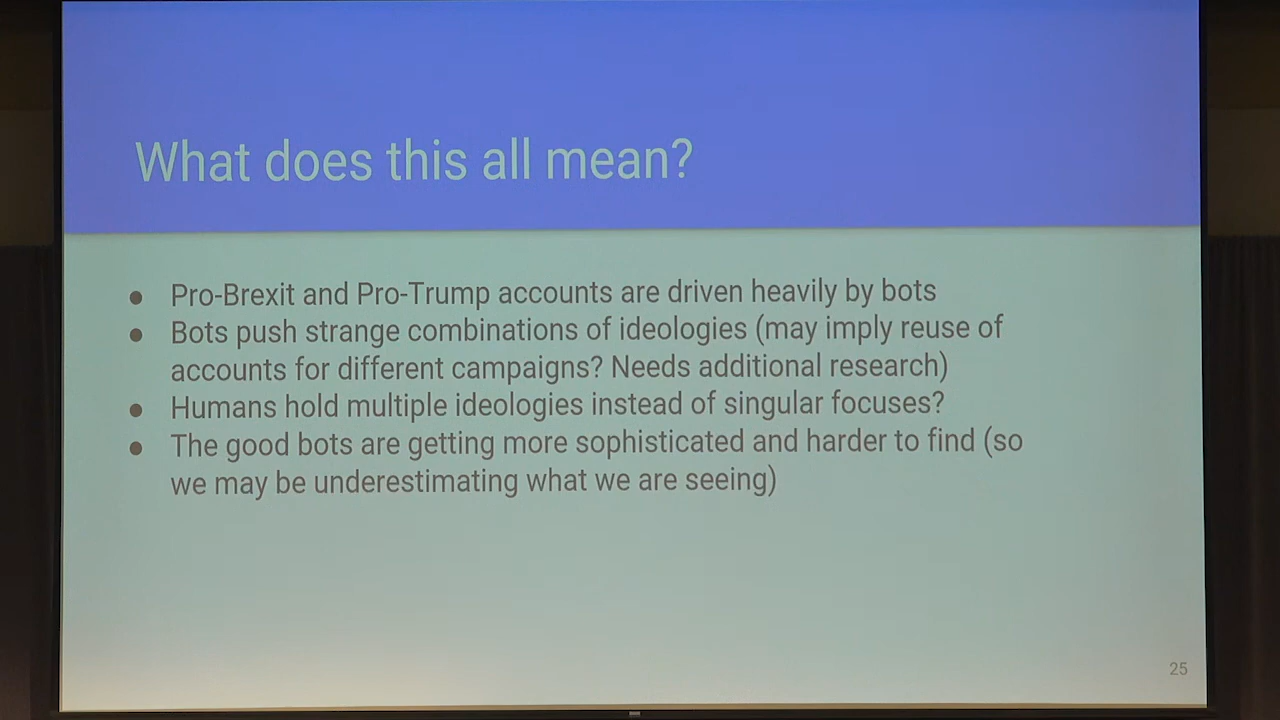 What does this all mean?
● Pro-Brexit and Pro-Trump accounts are driven heavily by bots
● Bots push strange combinations of ideologies (may imply reuse of
accounts for different campaigns? Needs additional research)
● Humans hold multiple ideologies instead of singular focuses?
● The good bots are getting more sophisticated and harder to find (so
we may be underestimating what we are seeing)
25